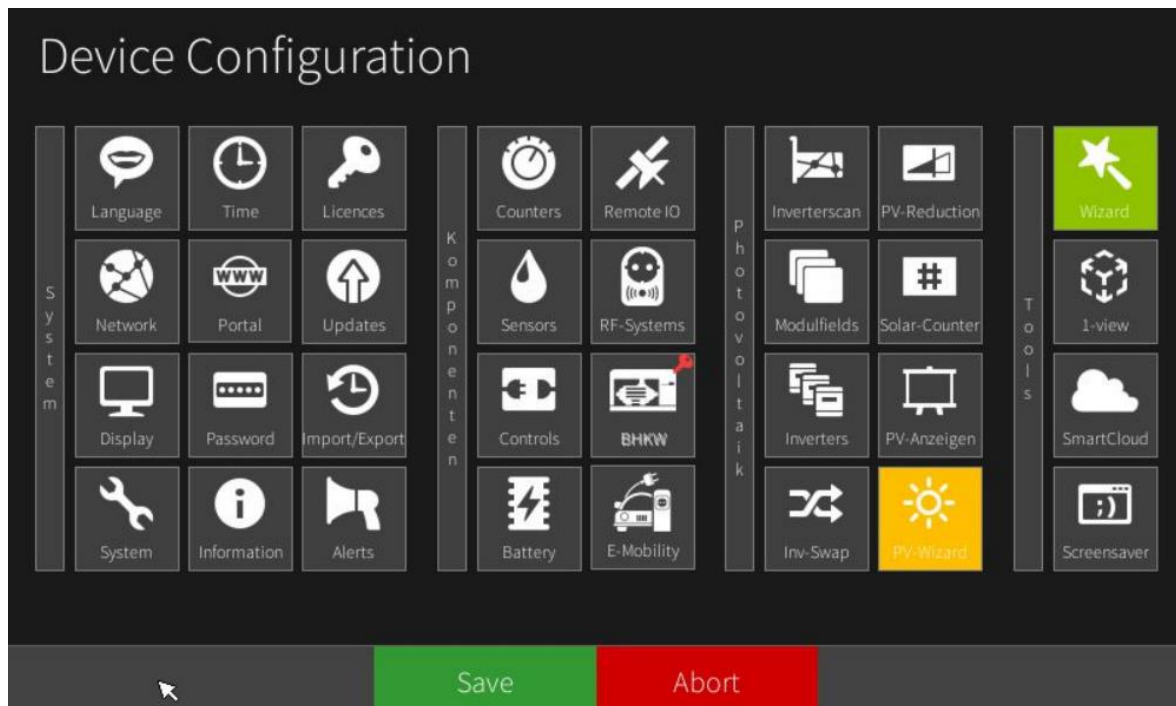 Device Configuration
System
Language
Time
Licences
Network
Portal
WWW
Updates
Display
Password
Import/Export
System
Information
Alerts
Komponenten
Counters
Remote IO
Sensors
RF-Systems
Controls
BHKW
Battery
E-Mobility
Photovoltaik
Inverterscan
PV-Reduction
Modulfields
#
Solar-Counter
Inverters
PV-Anzeigen
Inv-Swap
PV-Wizard
Tools
Wizard
1-view
SmartCloud
;)
Screensaver
Save
Abort